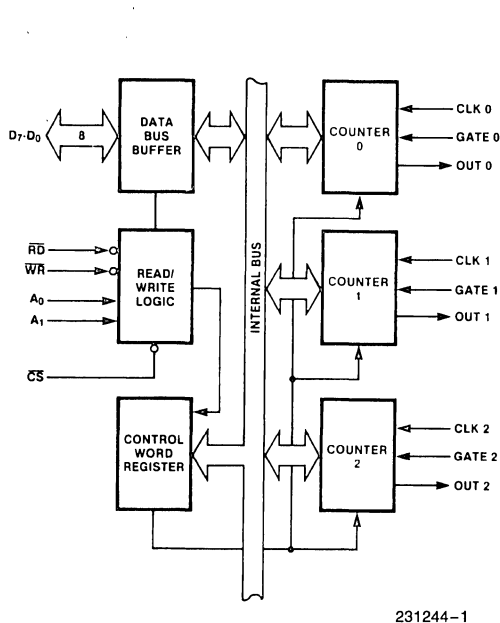 D7-D0
8
DATA
BUS
BUFFER
RD
WR
A0
A1
CS
READ/
WRITE
LOGIC
CONTROL
WORD
REGISTER
INTERNAL BUS
COUNTER
0
CLK 0
GATE 0
OUT 0
COUNTER
1
CLK 1
GATE 1
OUT 1
COUNTER
2
CLK 2
GATE 2
OUT 2
231244-1